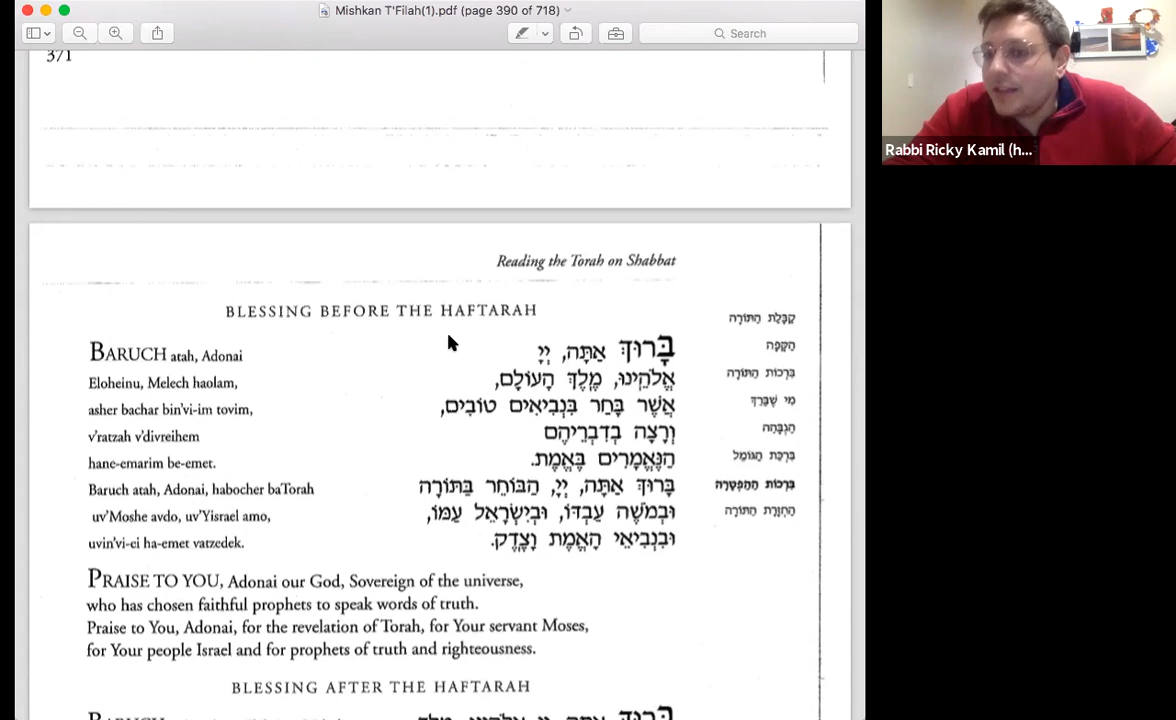 Mishkan T'Filah(1).pdf (page 390 of 718)
Search
371
Rabbi Ricky Kamil (h...
Reading the Torah on Shabbat
BLESSING BEFORE THE HAFTARAH
BARUCH atah, Adonai
Eloheinu, Melech haolam,
asher bachar bin'vi-im tovim,
v'ratzah v'divreihem
hane-emarim be-emet.
Baruch atah, Adonai, habocher baTorah
uv'Moshe avdo, uv'Yisrael amo,
uvin'vi-ei ha-emet vatzedek.
בָּרוּךְ אַתָּה, יְיָ
אֱלֹהֵינוּ, מֶלֶךְ הָעוֹלָם,
אֲשֶׁר בָּחַר בִּנְבִיאִים טוֹבִים,
וְרָצָה בְדִבְרֵיהֶם
הַנֶּאֱמָרִים בֶּאֱמֶת.
בָּרוּךְ אַתָּה, יְיָ, הַבּוֹחֵר בַּתּוֹרָה
וּבְמֹשֶׁה עַבְדּוֹ, וּבְיִשְׂרָאֵל עַמּוֹ,
וּבִנְבִיאֵי הָאֱמֶת וָצֶדֶק.
קַבָּלַת הַתּוֹרָה
הַקָּפָה
בִּרְכוֹת הַתּוֹרָה
מִי שֶׁבֵּרַךְ
הַגְבָּהָה
בִּרְכַּת הַגּוֹמֵל
בִּרְכוֹת הַהַפְטָרָה
הַחְזָרַת הַתּוֹרָה
PRAISE TO YOU, Adonai our God, Sovereign of the universe,
who has chosen faithful prophets to speak words of truth.
Praise to You, Adonai, for the revelation of Torah, for Your servant Moses,
for Your people Israel and for prophets of truth and righteousness.
BLESSING AFTER THE HAFTARAH